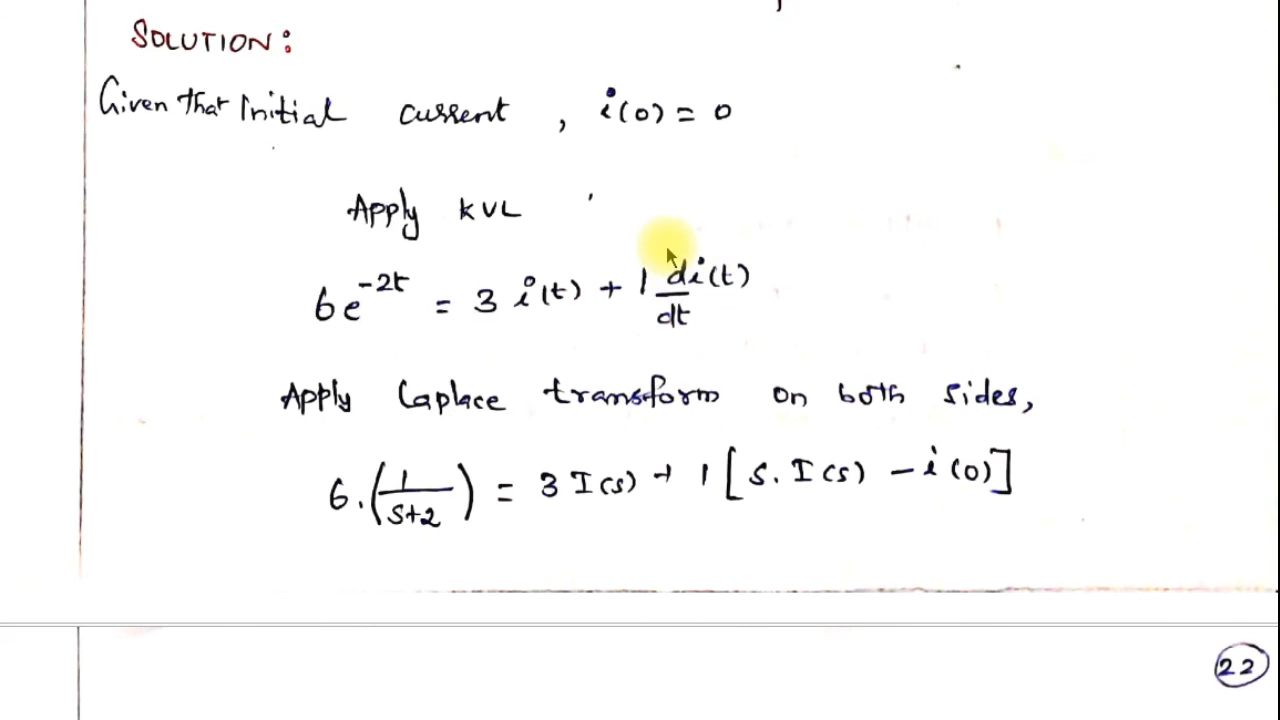 SOLUTION:
Given that Initial current , i(0) = 0
Apply KVL
6e^{-2t} = 3 i(t) + 1 di(t)/dt
Apply Laplace transform on both sides,
6.(1/(s+2)) = 3 I(s) + 1 [s. I(s) - i(0)]
22